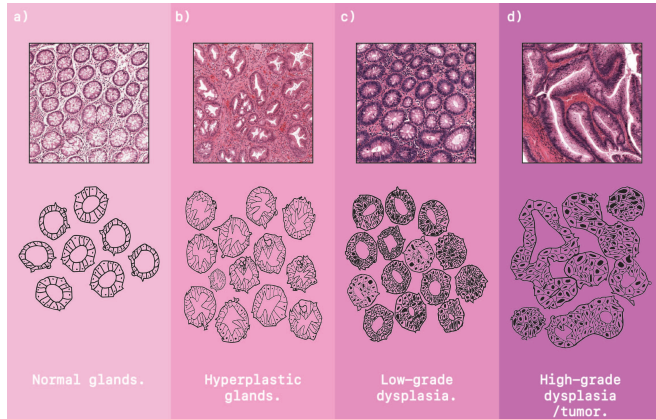 a)
b)
c)
d)
Normal glands.
Hyperplastic
glands.
Low-grade
dysplasia.
High-grade
dysplasia
/tumor.